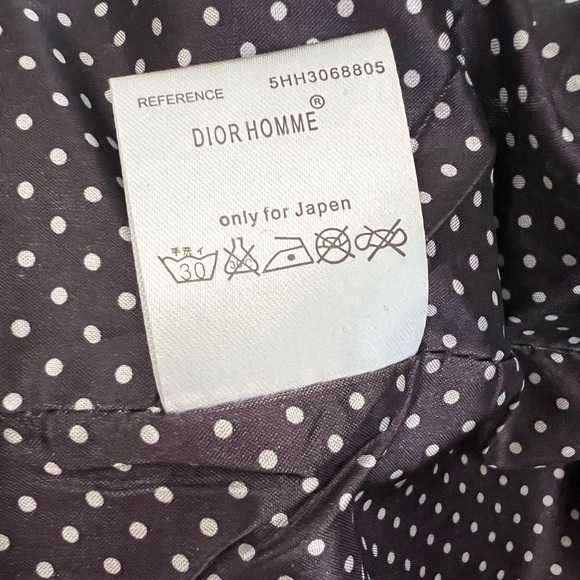 REFERENCE 5HH3068805
DIOR HOMME ®
only for Japen
手洗イ
30